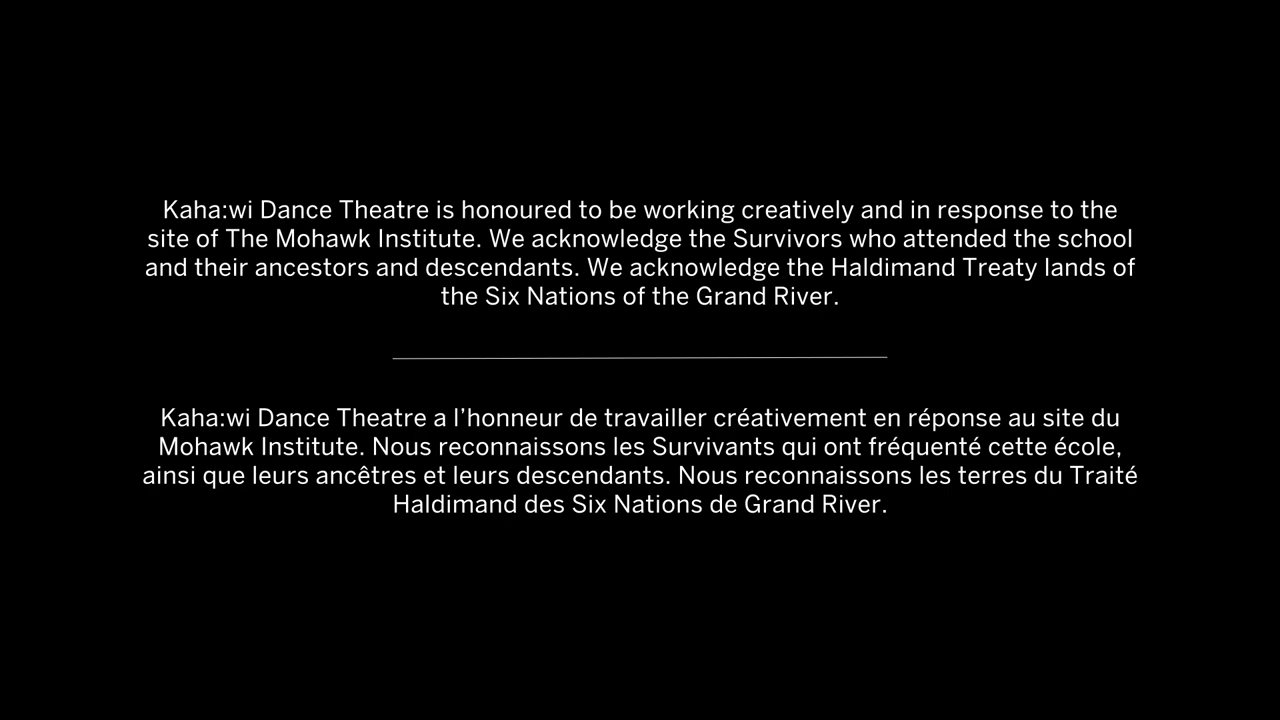 Kaha:wi Dance Theatre is honoured to be working creatively and in response to the
site of The Mohawk Institute. We acknowledge the Survivors who attended the school
and their ancestors and descendants. We acknowledge the Haldimand Treaty lands of
the Six Nations of the Grand River.
Kaha:wi Dance Theatre a l’honneur de travailler créativement en réponse au site du
Mohawk Institute. Nous reconnaissons les Survivants qui ont fréquenté cette école,
ainsi que leurs ancêtres et leurs descendants. Nous reconnaissons les terres du Traité
Haldimand des Six Nations de Grand River.